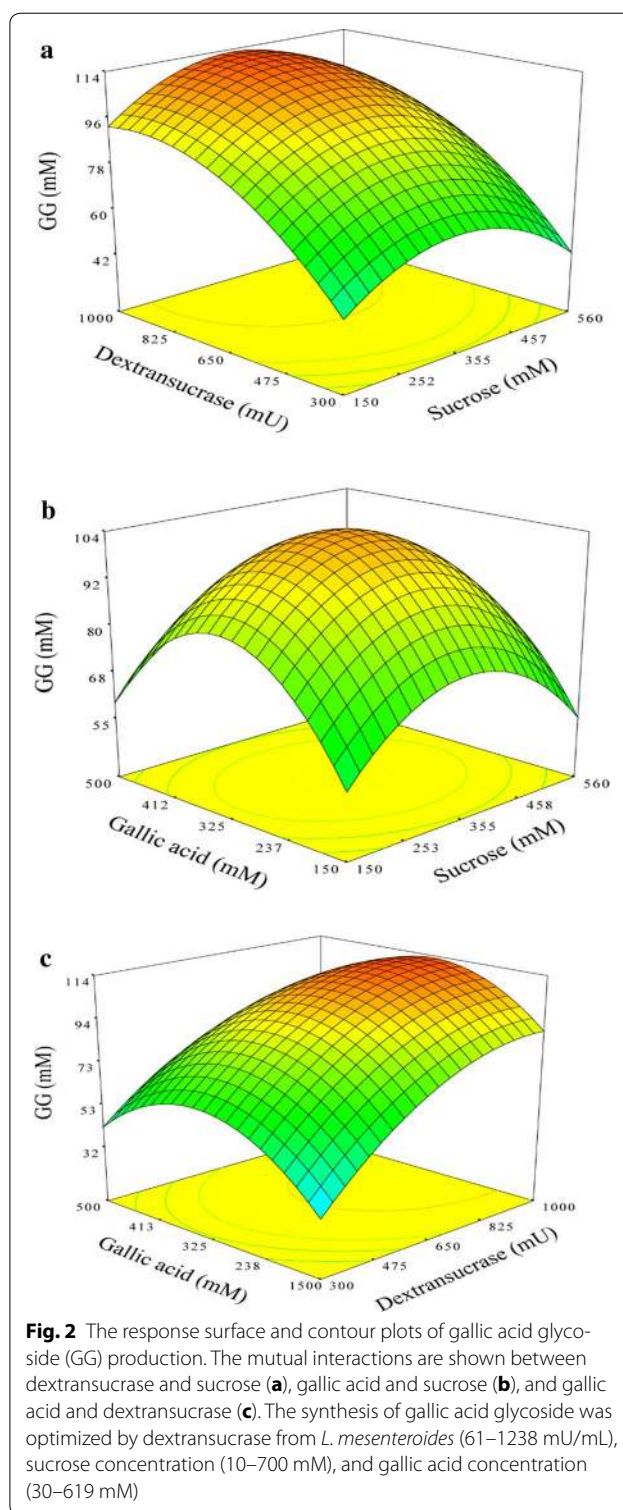 a
114
96
78
60
42
GG (mM)
1000
825
650
475
300
Dextransucrase (mU)
150
252
355
457
560
Sucrose (mM)
b
104
92
80
68
55
GG (mM)
500
412
325
237
150
Gallic acid (mM)
150
253
355
458
560
Sucrose (mM)
c
114
94
73
53
32
GG (mM)
500
413
325
238
1500
Gallic acid (mM)
300
475
650
825
1000
Dextransucrase (mU)
Fig. 2 The response surface and contour plots of gallic acid glyco-
side (GG) production. The mutual interactions are shown between
dextransucrase and sucrose (a), gallic acid and sucrose (b), and gallic
acid and dextransucrase (c). The synthesis of gallic acid glycoside was
optimized by dextransucrase from L. mesenteroides (61–1238 mU/mL),
sucrose concentration (10–700 mM), and gallic acid concentration
(30–619 mM)